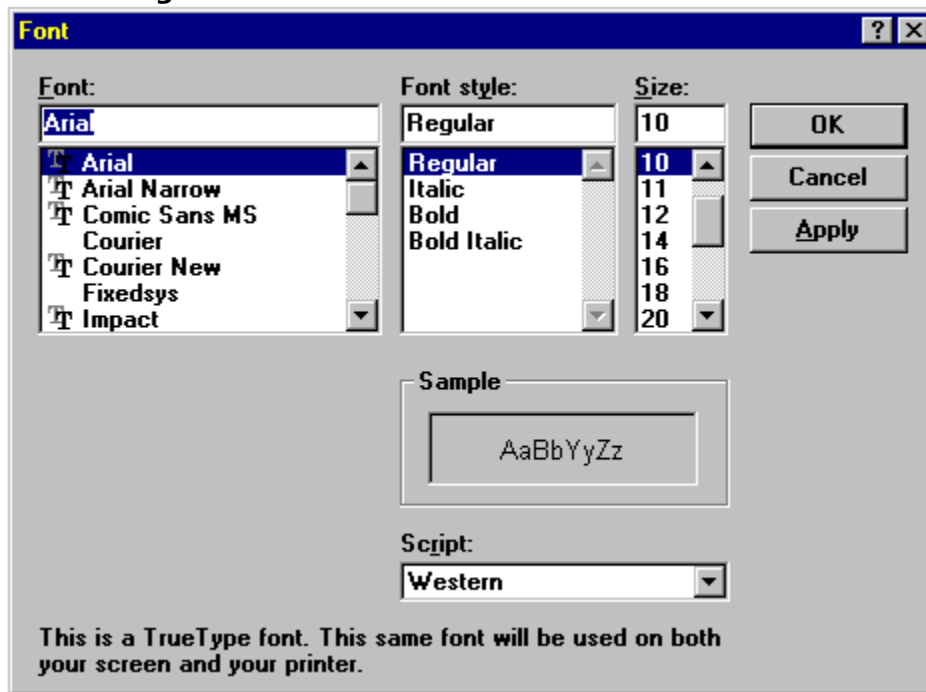 Font
Font:
Arial
Arial
Arial Narrow
Comic Sans MS
Courier
Courier New
Fixedsys
Impact
Font style:
Regular
Regular
Italic
Bold
Bold Italic
Size:
10
10
11
12
14
16
18
20
OK
Cancel
Apply
Sample
AaBbYyZz
Script:
Western
This is a TrueType font. This same font will be used on both
your screen and your printer.